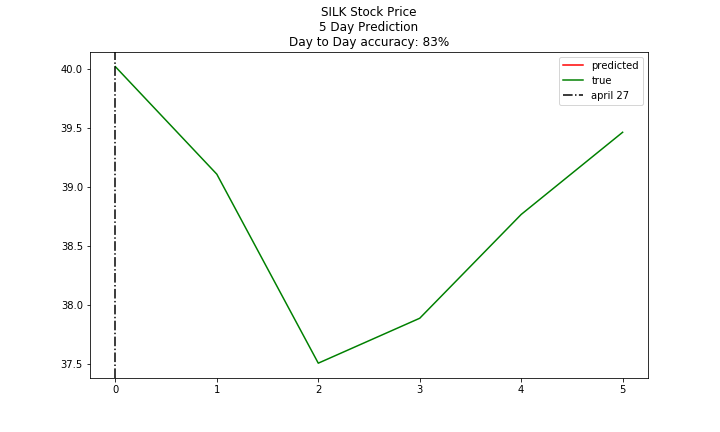 SILK Stock Price
5 Day Prediction
Day to Day accuracy: 83%
predicted
true
april 27
40.0
39.5
39.0
38.5
38.0
37.5
0 1 2 3 4 5